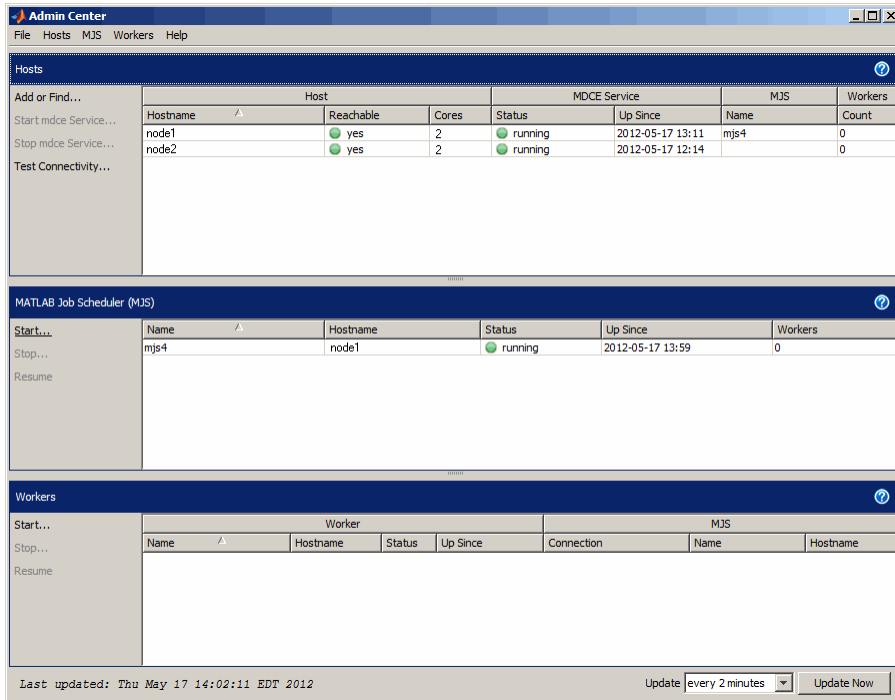 Admin Center
File Hosts MJS Workers Help
Hosts
Add or Find...
Start mdce Service...
Stop mdce Service...
Test Connectivity...
Host MDCE Service MJS Workers
Hostname Reachable Cores Status Up Since Name Count
node1 yes 2 running 2012-05-17 13:11 mjs4 0
node2 yes 2 running 2012-05-17 12:14 0
MATLAB Job Scheduler (MJS)
Start...
Stop...
Resume
Name Hostname Status Up Since Workers
mjs4 node1 running 2012-05-17 13:59 0
Workers
Start...
Stop...
Resume
Worker MJS
Name Hostname Status Up Since Connection Name Hostname
Last updated: Thu May 17 14:02:11 EDT 2012
Update every 2 minutes Update Now